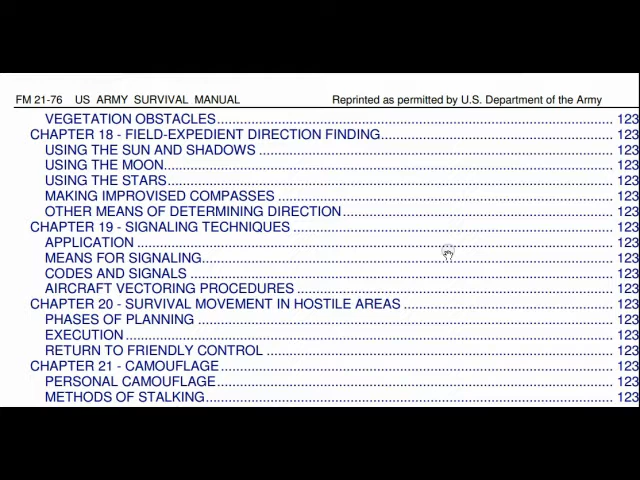 FM 21-76 US ARMY SURVIVAL MANUAL Reprinted as permitted by U.S. Department of the Army
VEGETATION OBSTACLES 123
CHAPTER 18 - FIELD-EXPEDIENT DIRECTION FINDING 123
USING THE SUN AND SHADOWS 123
USING THE MOON 123
USING THE STARS 123
MAKING IMPROVISED COMPASSES 123
OTHER MEANS OF DETERMINING DIRECTION 123
CHAPTER 19 - SIGNALING TECHNIQUES 123
APPLICATION 123
MEANS FOR SIGNALING 123
CODES AND SIGNALS 123
AIRCRAFT VECTORING PROCEDURES 123
CHAPTER 20 - SURVIVAL MOVEMENT IN HOSTILE AREAS 123
PHASES OF PLANNING 123
EXECUTION 123
RETURN TO FRIENDLY CONTROL 123
CHAPTER 21 - CAMOUFLAGE 123
PERSONAL CAMOUFLAGE 123
METHODS OF STALKING 123